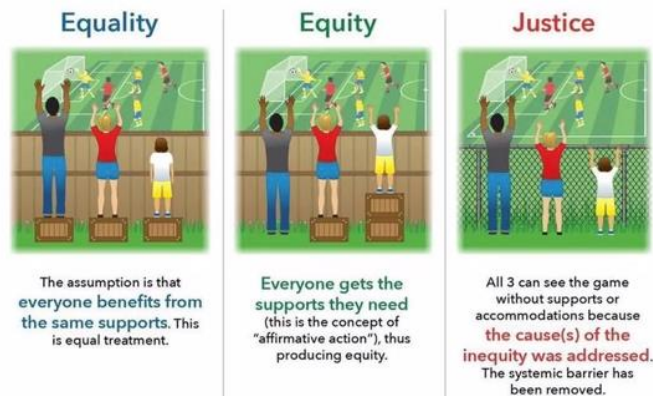 Equality
The assumption is that
everyone benefits from
the same supports. This
is equal treatment.
Equity
Everyone gets the
supports they need
(this is the concept of
"affirmative action"), thus
producing equity.
Justice
All 3 can see the game
without supports or
accommodations because
the cause(s) of the
inequity was addressed.
The systemic barrier has
been removed.